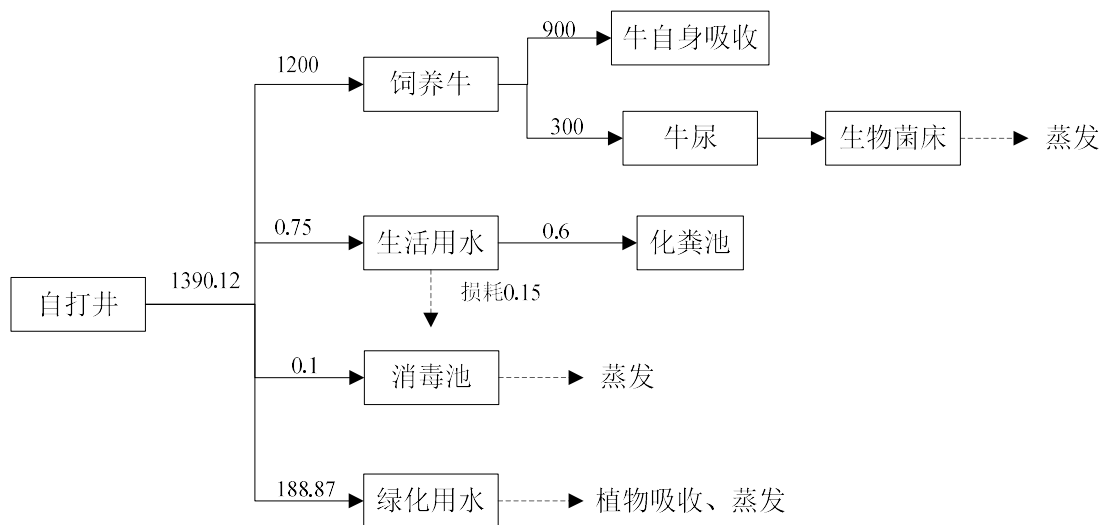 1200
饲养牛
900
牛自身吸收
300
牛尿
生物菌床
蒸发
0.75
生活用水
0.6
化粪池
损耗0.15
自打井
1390.12
0.1
消毒池
蒸发
188.87
绿化用水
植物吸收、蒸发